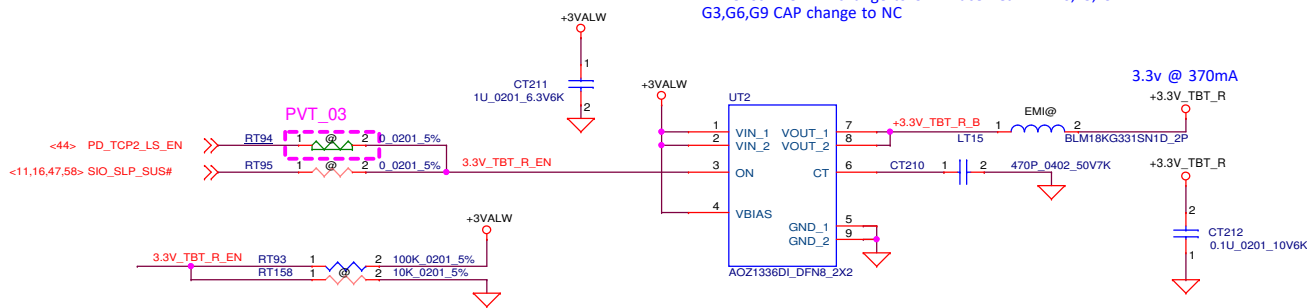 G3,G6,G9 CAP change to NC
+3VALW
1
CT211
1U_0201_6.3V6K
2
+3VALW
3.3v @ 370mA
+3.3V_TBT_R
PVT_03
UT2
EMI@
<44> PD_TCP2_LS_EN
RT94 1 @ 2 0_0201_5%
<11,16,47,58> SIO_SLP_SUS#
RT95 1 @ 2 0_0201_5%
3.3V_TBT_R_EN
1 VIN_1
2 VIN_2
3 ON
4 VBIAS
VOUT_1 7
VOUT_2 8
CT 6
GND_1 5
GND_2 9
AOZ1336DI_DFN8_2X2
+3.3V_TBT_R_B
1 2
LT15 BLM18KG331SN1D_2P
CT210 1 2 470P_0402_50V7K
+3.3V_TBT_R
2
CT212
0.1U_0201_10V6K
1
+3VALW
3.3V_TBT_R_EN
RT93 1 2 100K_0201_5%
RT158 1 @ 2 10K_0201_5%